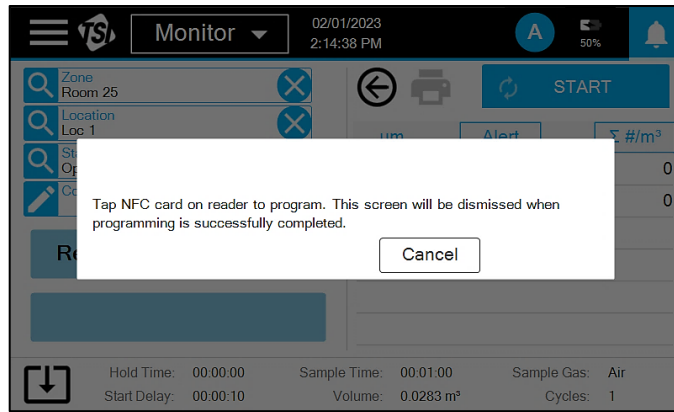 TSI Monitor 02/01/2023 A
2:14:38 PM 50%
Zone
Room 25
START
Location
Loc 1
µm Alert Σ #/m³
0
0
Tap NFC card on reader to program. This screen will be dismissed when
programming is successfully completed.
Cancel
Hold Time: 00:00:00 Sample Time: 00:01:00 Sample Gas: Air
Start Delay: 00:00:10 Volume: 0.0283 m³ Cycles: 1